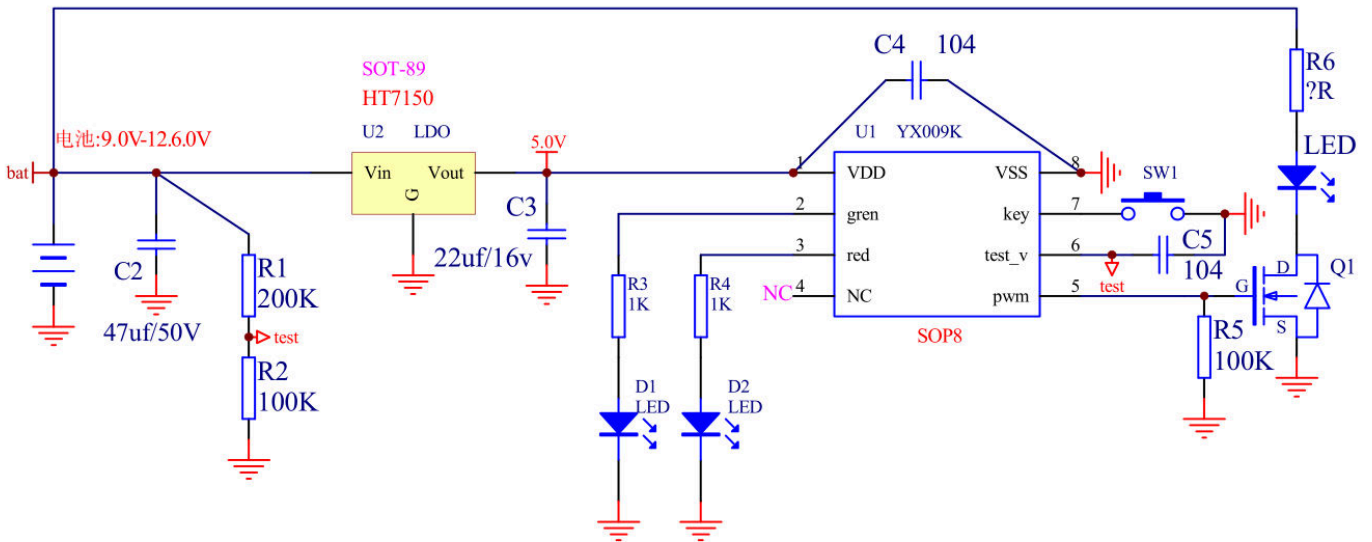 C4 104
R6
?R
SOT-89
HT7150
U2 LDO
电池:9.0V-12.6.0V
5.0V
U1 YX009K
LED
bat
Vin Vout
G
1 VDD VSS 8
SW1
2 gren key 7
C3
22uf/16v
C2
47uf/50V
R1
200K
3 red test_v 6
C5
104
test
R3
1K
R4
1K
NC 4 NC pwm 5
D
G
S
Q1
SOP8
test
R5
100K
R2
100K
D1
LED
D2
LED